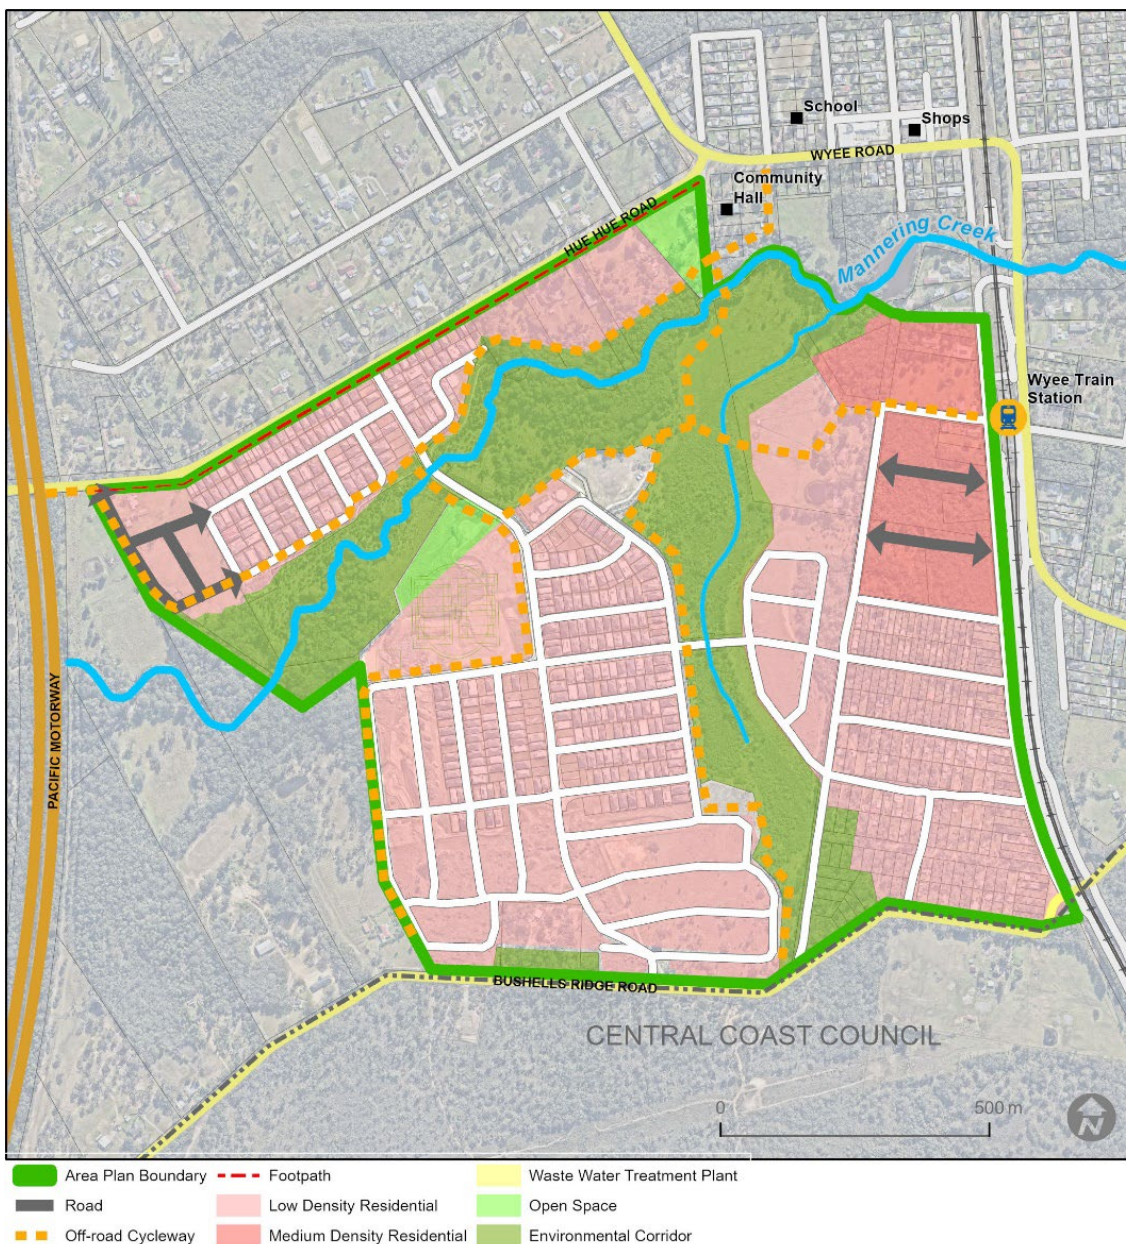 School
Shops
WYEE ROAD
Community
Hall
HUE HUE ROAD
Mannering Creek
Wyee Train
Station
PACIFIC MOTORWAY
BUSHELLS RIDGE ROAD
CENTRAL COAST COUNCIL
0 500 m
N
Area Plan Boundary
Footpath
Waste Water Treatment Plant
Road
Low Density Residential
Open Space
Off-road Cycleway
Medium Density Residential
Environmental Corridor